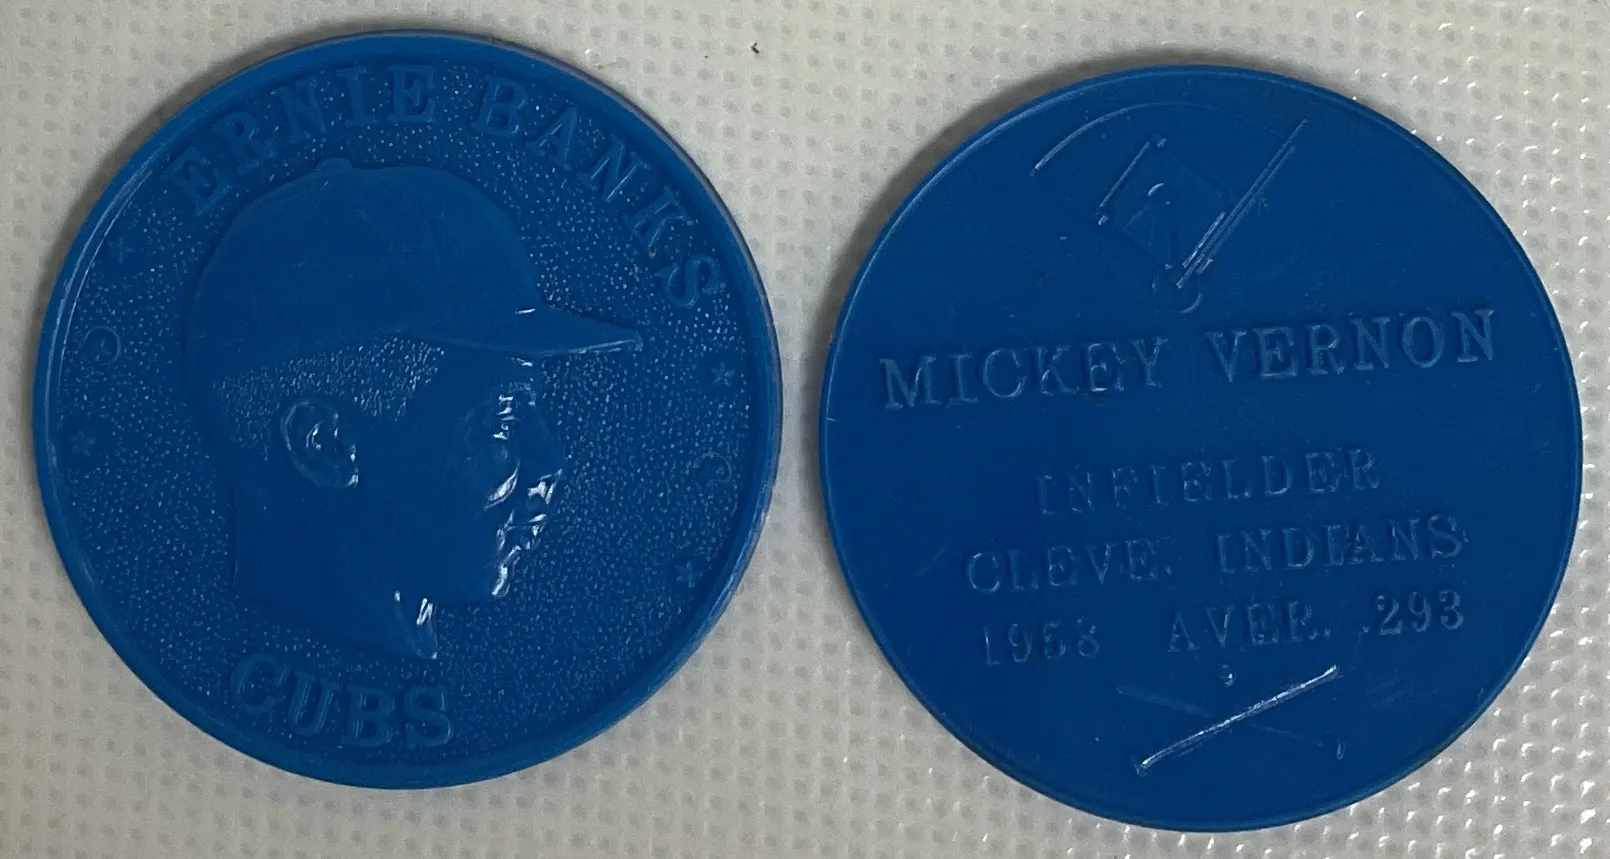 ERNIE BANKS
CUBS
MICKEY VERNON
INFIELDER
CLEVE. INDIANS
1958 AVER. .293